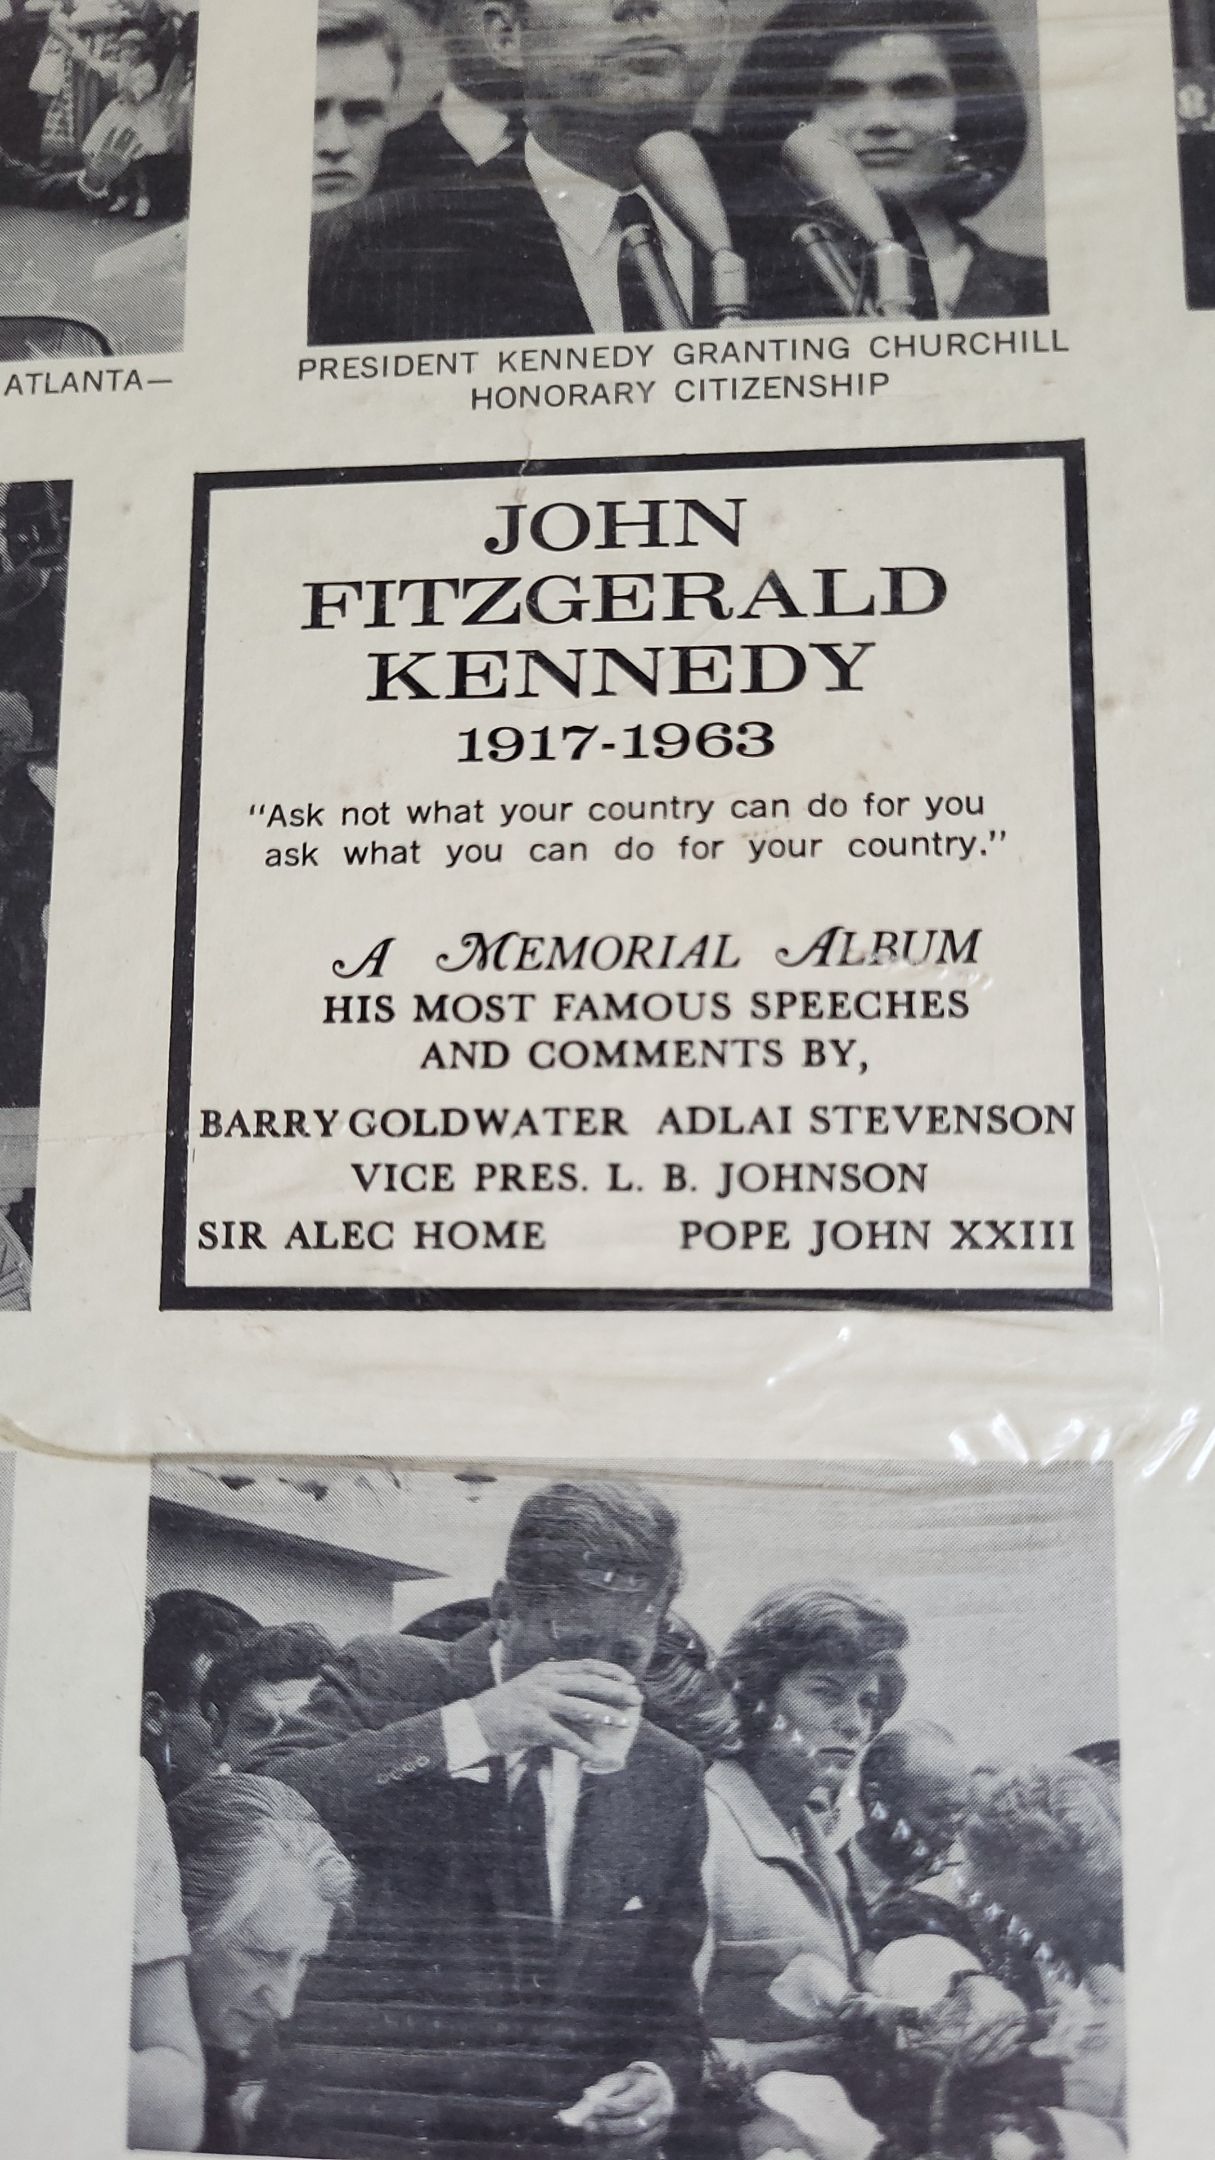 ATLANTA—
PRESIDENT KENNEDY GRANTING CHURCHILL
HONORARY CITIZENSHIP
JOHN
FITZGERALD
KENNEDY
1917-1963
"Ask not what your country can do for you
ask what you can do for your country."
A MEMORIAL ALBUM
HIS MOST FAMOUS SPEECHES
AND COMMENTS BY,
BARRY GOLDWATER ADLAI STEVENSON
VICE PRES. L. B. JOHNSON
SIR ALEC HOME POPE JOHN XXIII